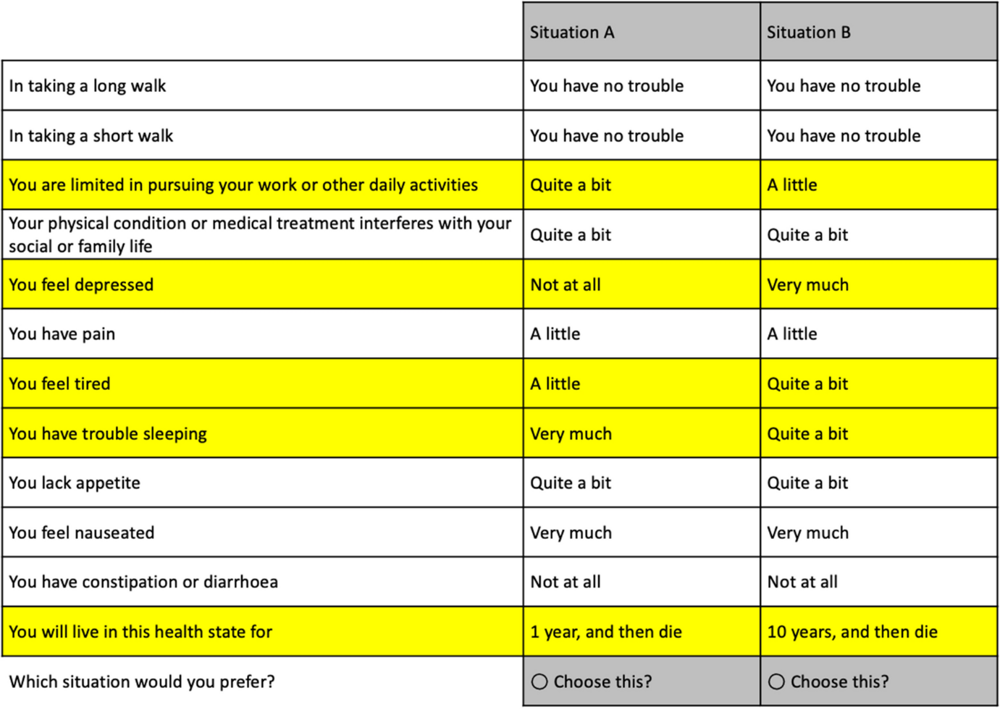 Situation A Situation B
In taking a long walk You have no trouble You have no trouble
In taking a short walk You have no trouble You have no trouble
You are limited in pursuing your work or other daily activities Quite a bit A little
Your physical condition or medical treatment interferes with your
social or family life Quite a bit Quite a bit
You feel depressed Not at all Very much
You have pain A little A little
You feel tired A little Quite a bit
You have trouble sleeping Very much Quite a bit
You lack appetite Quite a bit Quite a bit
You feel nauseated Very much Very much
You have constipation or diarrhoea Not at all Not at all
You will live in this health state for 1 year, and then die 10 years, and then die
Which situation would you prefer? Choose this? Choose this?